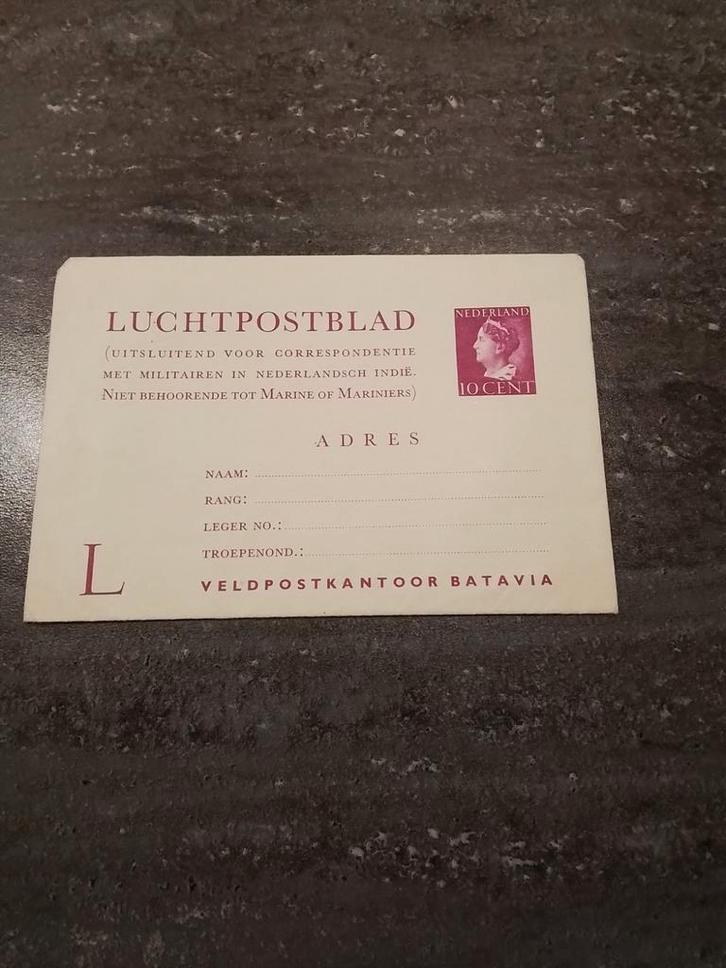 LUCHTPOSTBLAD
(UITSLUITEND VOOR CORRESPONDENTIE
MET MILITAIREN IN NEDERLANDSCH INDIË.
NIET BEHOORENDE TOT MARINE OF MARINIERS)
NEDERLAND
10 CENT
ADRES
NAAM:
RANG:
LEGER NO.:
TROEPENOND.:
L
VELDPOSTKANTOOR BATAVIA